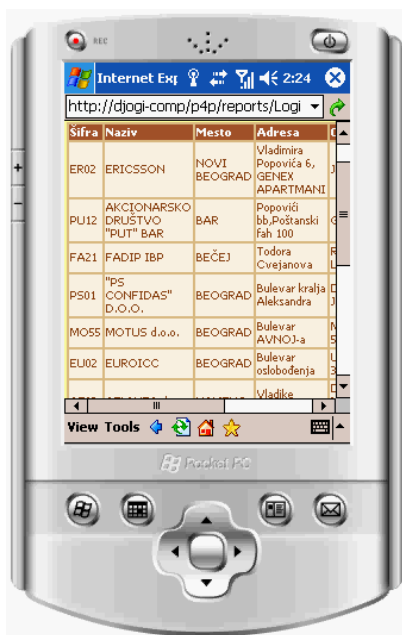 REC
Internet Exp 2:24
http://djogi-comp/p4p/reports/Logi
Šifra Naziv Mesto Adresa
ER02 ERICSSON NOVI BEOGRAD Vladimira Popovića 6, GENEX APARTMANI
PU12 AKCIONARSKO DRUŠTVO "PUT" BAR BAR Popovići bb,Poštanski fah 100
FA21 FADIP IBP BEČEJ Todora Cvejanova
PS01 "PS CONFIDAS" D.O.O. BEOGRAD Bulevar kralja Aleksandra
MO55 MOTUS d.o.o. BEOGRAD Bulevar AVNOJ-a
EU02 EUROICC BEOGRAD Bulevar oslobođenja
Vladike
View Tools
Pocket PC